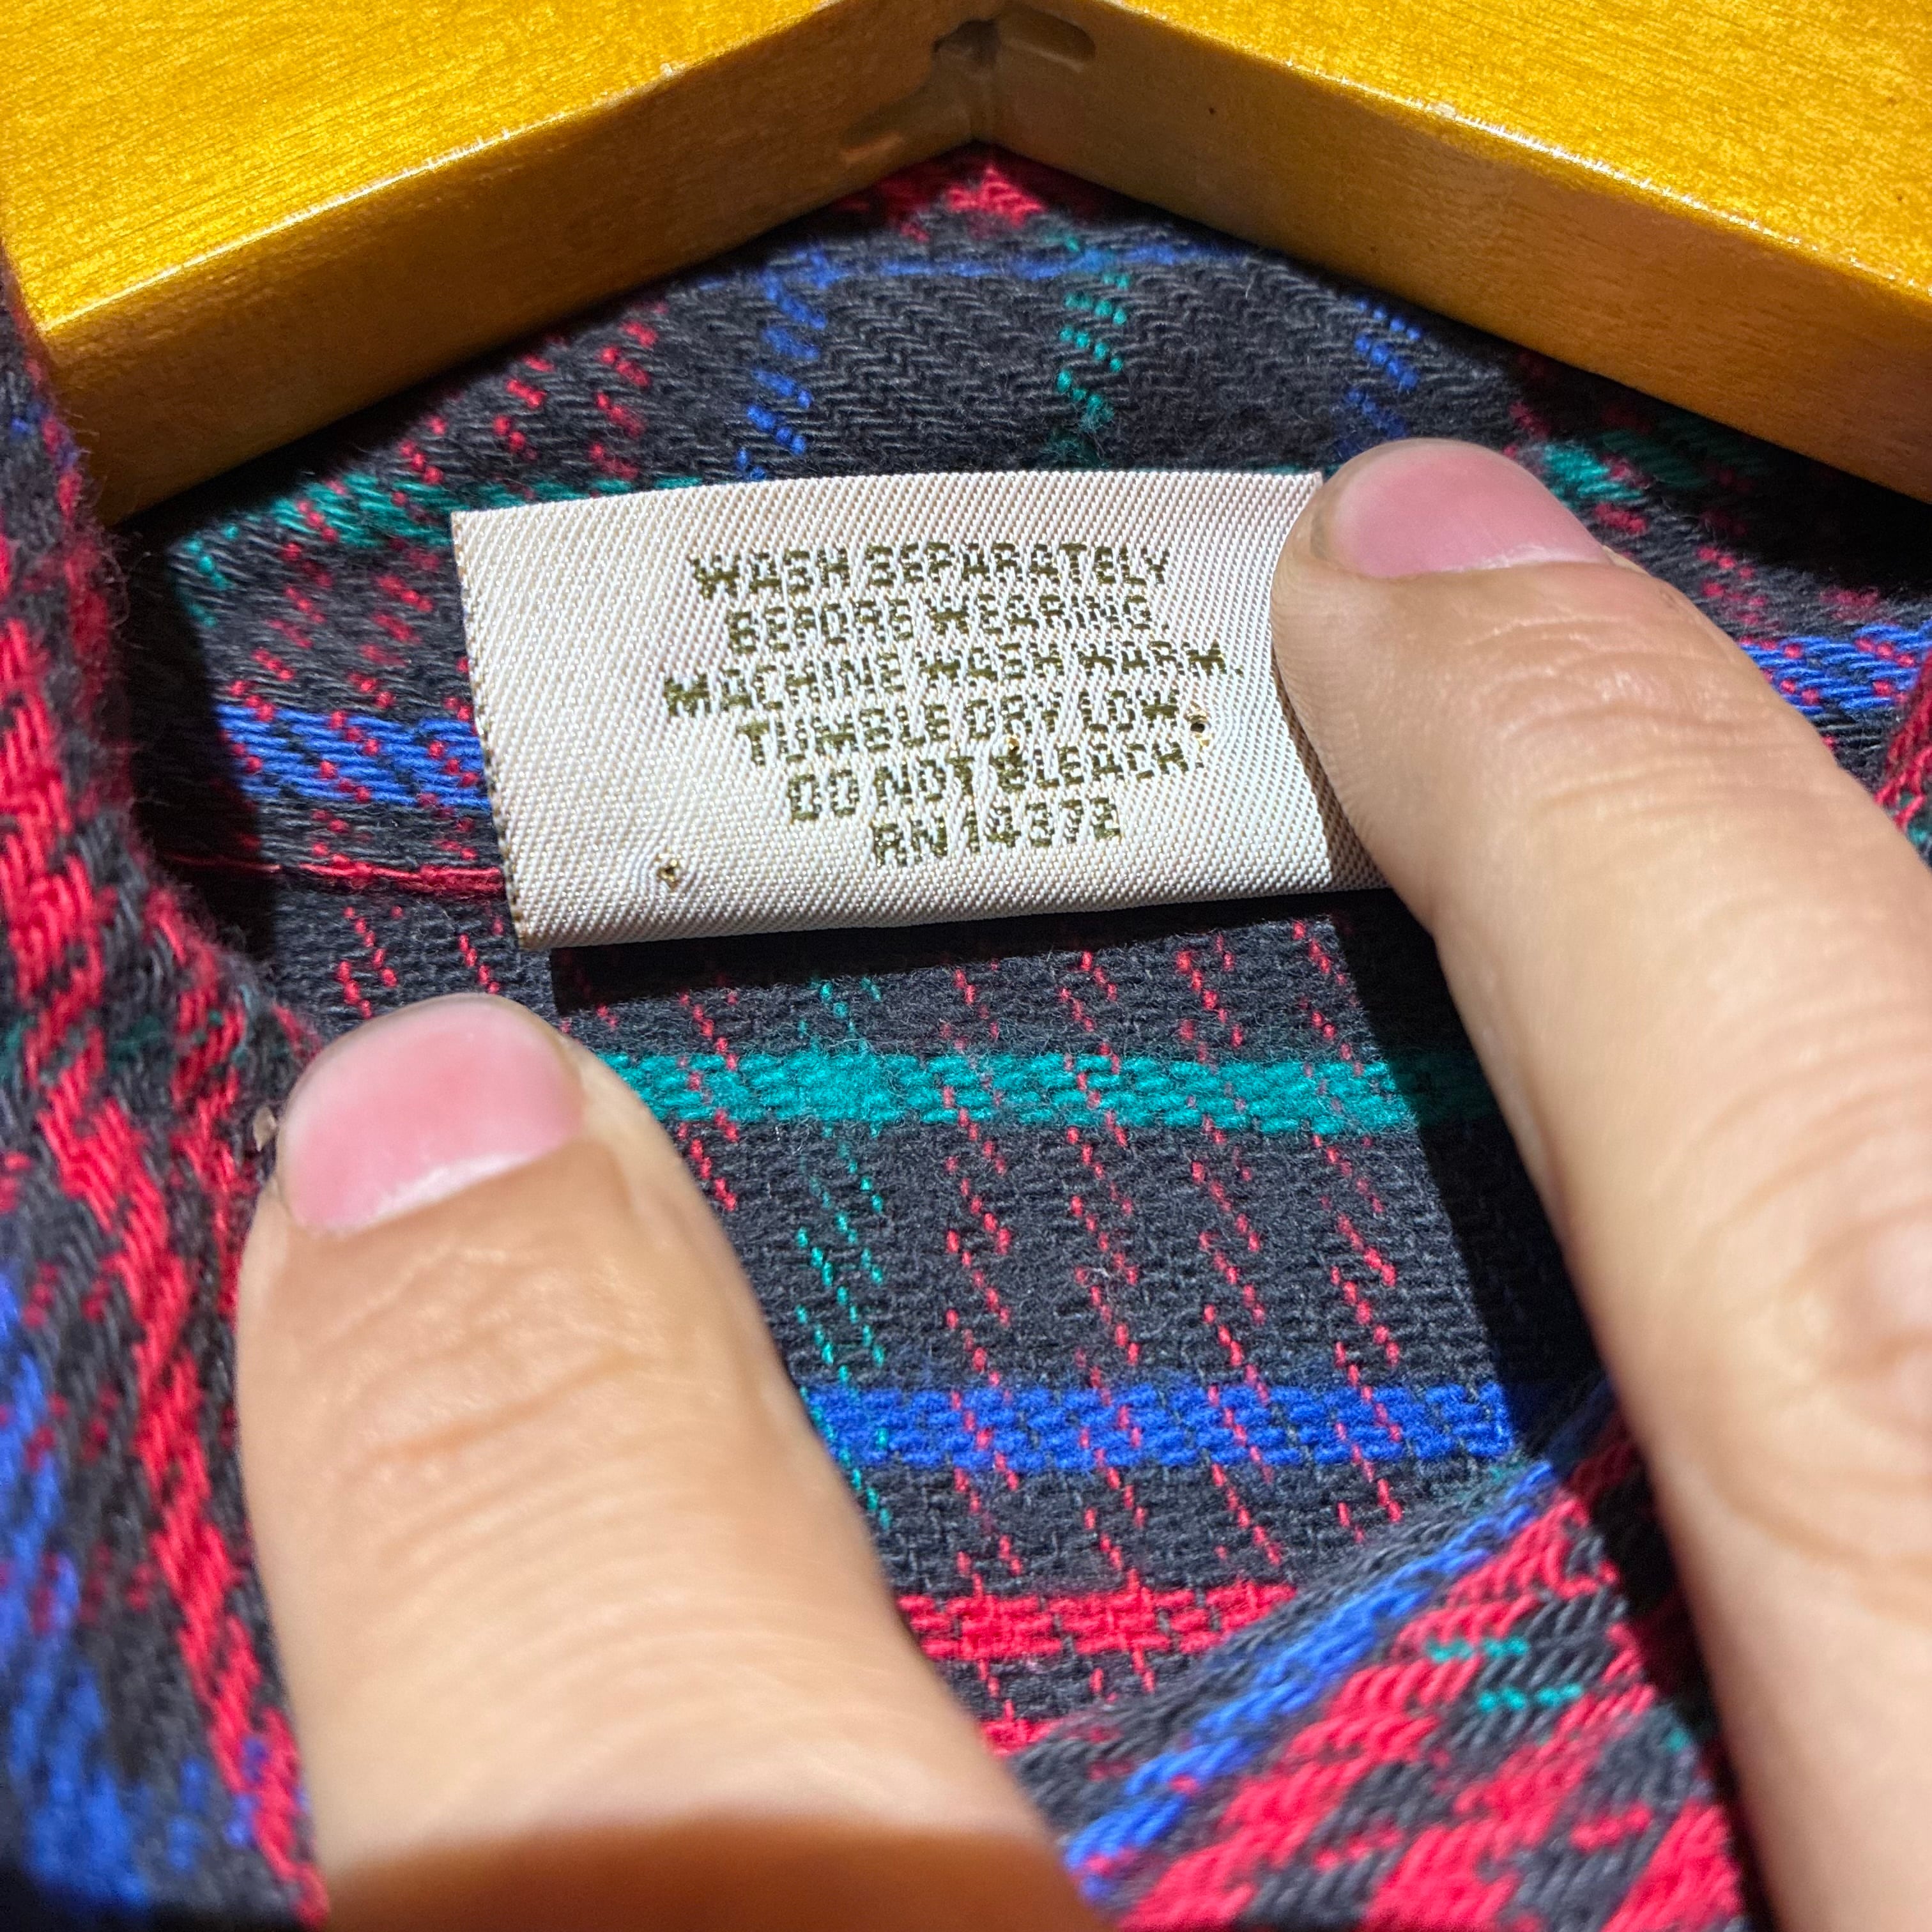 WASH SEPARATELY
BEFORE WEARING
MACHINE WASH WARM.
TUMBLE DRY LOW.
DO NOT BLEACH.
RN 14372